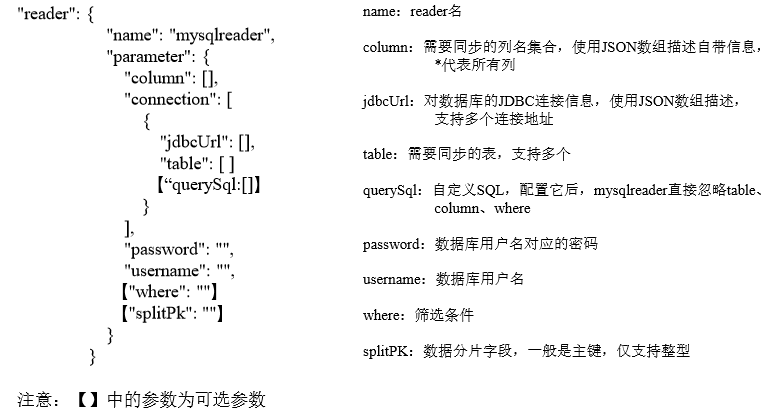 "reader": {
"name": "mysqlreader",
"parameter": {
"column": [],
"connection": [
{
"jdbcUrl": [],
"table": [ ]
【“querySql:[]】
}
],
"password": "",
"username": "",
【"where": ""】
【"splitPk": ""】
}
}
注意：【 】中的参数为可选参数
name：reader名
column：需要同步的列名集合，使用JSON数组描述自带信息，
*代表所有列
jdbcUrl：对数据库的JDBC连接信息，使用JSON数组描述，
支持多个连接地址
table：需要同步的表，支持多个
querySql：自定义SQL，配置它后，mysqlreader直接忽略table、
column、where
password：数据库用户名对应的密码
username：数据库用户名
where：筛选条件
splitPK：数据分片字段，一般是主键，仅支持整型